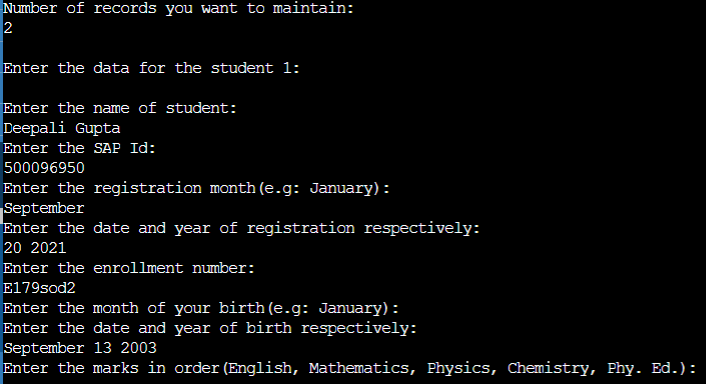 Number of records you want to maintain:
2
Enter the data for the student 1:
Enter the name of student:
Deepali Gupta
Enter the SAP Id:
500096950
Enter the registration month(e.g: January):
September
Enter the date and year of registration respectively:
20 2021
Enter the enrollment number:
E179sod2
Enter the month of your birth(e.g: January):
Enter the date and year of birth respectively:
September 13 2003
Enter the marks in order(English, Mathematics, Physics, Chemistry, Phy. Ed.):